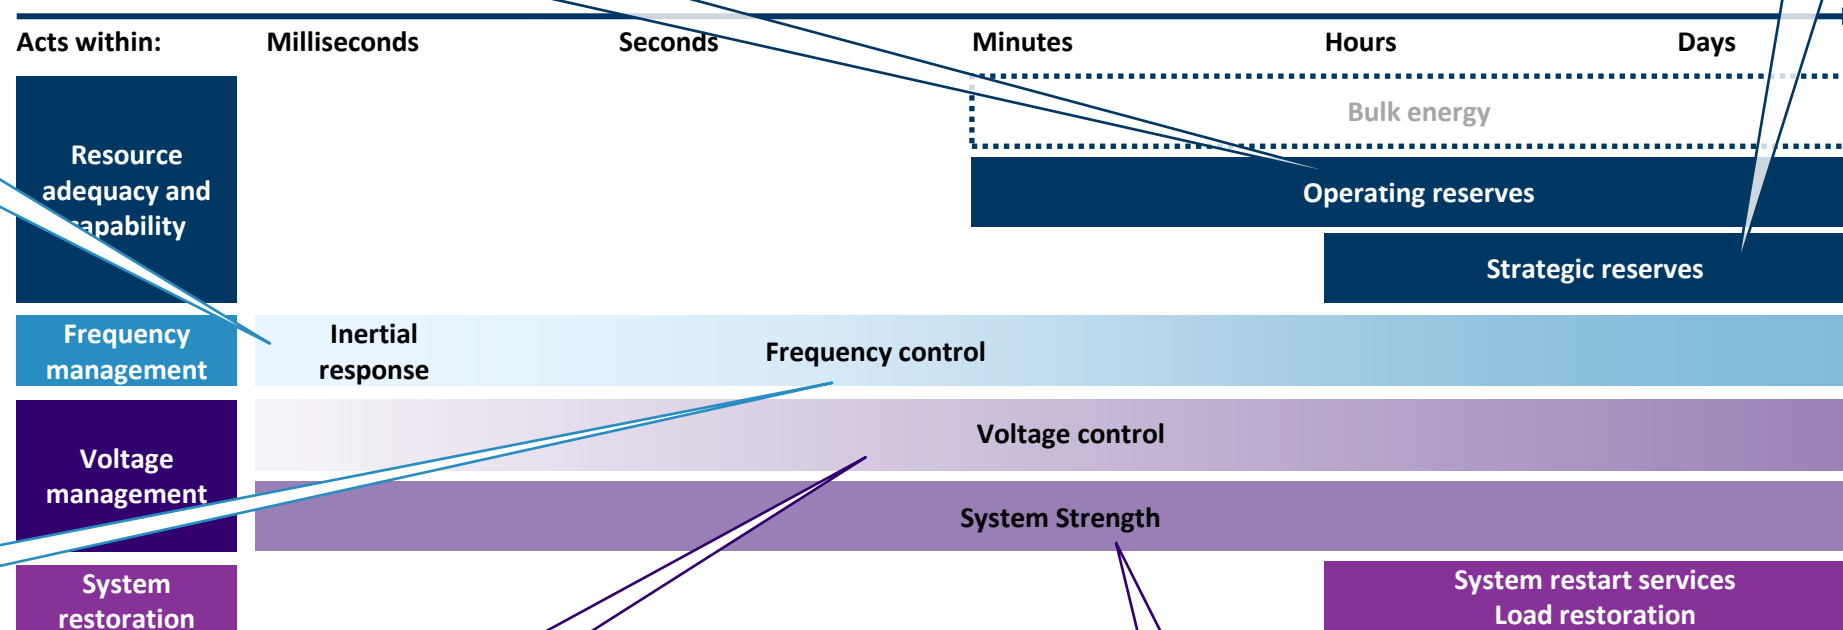 Acts within: Milliseconds Seconds Minutes Hours Days
Resource
adequacy and
capability
Bulk energy
Operating reserves
Strategic reserves
Frequency
management
Inertial
response
Frequency control
Voltage
management
Voltage control
System Strength
System
restoration
System restart services
Load restoration